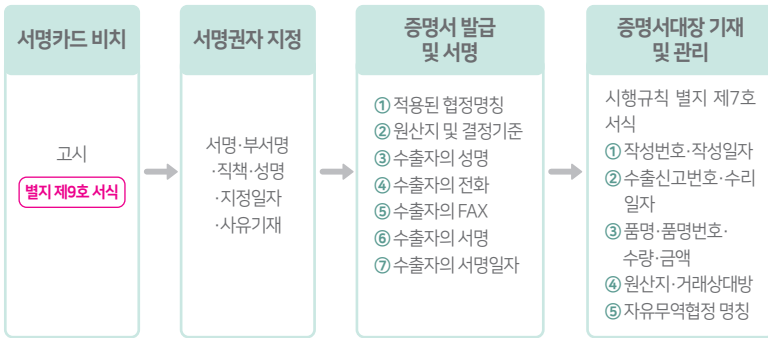 서명카드 비치
고시
별지 제9호 서식
서명권자 지정
서명·부서명
·직책·성명
·지정일자
·사유기재
증명서 발급
및 서명
① 적용된 협정명칭
② 원산지 및 결정기준
③ 수출자의 성명
④ 수출자의 전화
⑤ 수출자의 FAX
⑥ 수출자의 서명
⑦ 수출자의 서명일자
증명서대장 기재
및 관리
시행규칙 별지 제7호
서식
① 작성번호·작성일자
② 수출신고번호·수리
일자
③ 품명·품명번호·
수량·금액
④ 원산지·거래상대방
⑤ 자유무역협정 명칭